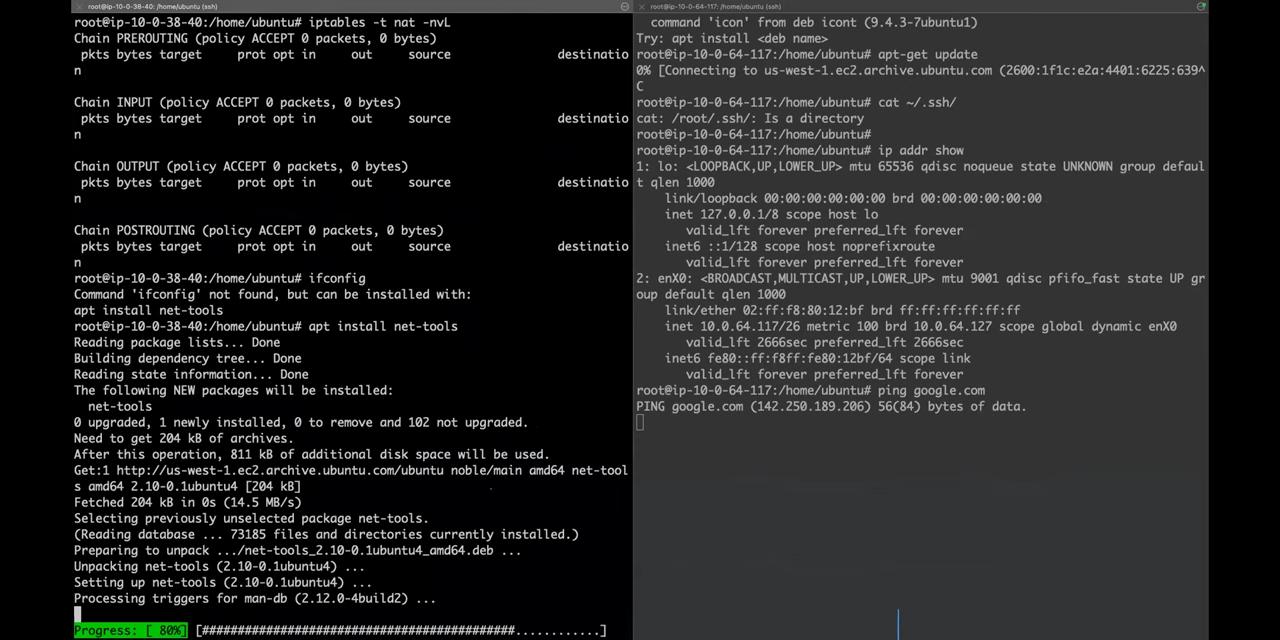 root@ip-10-0-38-40: /home/ubuntu (ssh)
root@ip-10-0-38-40:/home/ubuntu# iptables -t nat -nvL
Chain PREROUTING (policy ACCEPT 0 packets, 0 bytes)
 pkts bytes target     prot opt in     out     source               destinatio
n
Chain INPUT (policy ACCEPT 0 packets, 0 bytes)
 pkts bytes target     prot opt in     out     source               destinatio
n
Chain OUTPUT (policy ACCEPT 0 packets, 0 bytes)
 pkts bytes target     prot opt in     out     source               destinatio
n
Chain POSTROUTING (policy ACCEPT 0 packets, 0 bytes)
 pkts bytes target     prot opt in     out     source               destinatio
n
root@ip-10-0-38-40:/home/ubuntu# ifconfig
Command 'ifconfig' not found, but can be installed with:
apt install net-tools
root@ip-10-0-38-40:/home/ubuntu# apt install net-tools
Reading package lists... Done
Building dependency tree... Done
Reading state information... Done
The following NEW packages will be installed:
  net-tools
0 upgraded, 1 newly installed, 0 to remove and 102 not upgraded.
Need to get 204 kB of archives.
After this operation, 811 kB of additional disk space will be used.
Get:1 http://us-west-1.ec2.archive.ubuntu.com/ubuntu noble/main amd64 net-tool
s amd64 2.10-0.1ubuntu4 [204 kB]
Fetched 204 kB in 0s (14.5 MB/s)
Selecting previously unselected package net-tools.
(Reading database ... 73185 files and directories currently installed.)
Preparing to unpack .../net-tools_2.10-0.1ubuntu4_amd64.deb ...
Unpacking net-tools (2.10-0.1ubuntu4) ...
Setting up net-tools (2.10-0.1ubuntu4) ...
Processing triggers for man-db (2.12.0-4build2) ...
Progress: [ 80%] [############################################............]
root@ip-10-0-64-117: /home/ubuntu (ssh)
  command 'icon' from deb icont (9.4.3-7ubuntu1)
Try: apt install <deb name>
root@ip-10-0-64-117:/home/ubuntu# apt-get update
0% [Connecting to us-west-1.ec2.archive.ubuntu.com (2600:1f1c:e2a:4401:6225:639^
C
root@ip-10-0-64-117:/home/ubuntu# cat ~/.ssh/
cat: /root/.ssh/: Is a directory
root@ip-10-0-64-117:/home/ubuntu#
root@ip-10-0-64-117:/home/ubuntu# ip addr show
1: lo: <LOOPBACK,UP,LOWER_UP> mtu 65536 qdisc noqueue state UNKNOWN group defaul
t qlen 1000
    link/loopback 00:00:00:00:00:00 brd 00:00:00:00:00:00
    inet 127.0.0.1/8 scope host lo
       valid_lft forever preferred_lft forever
    inet6 ::1/128 scope host noprefixroute
       valid_lft forever preferred_lft forever
2: enX0: <BROADCAST,MULTICAST,UP,LOWER_UP> mtu 9001 qdisc pfifo_fast state UP gr
oup default qlen 1000
    link/ether 02:ff:f8:80:12:bf brd ff:ff:ff:ff:ff:ff
    inet 10.0.64.117/26 metric 100 brd 10.0.64.127 scope global dynamic enX0
       valid_lft 2666sec preferred_lft 2666sec
    inet6 fe80::ff:f8ff:fe80:12bf/64 scope link
       valid_lft forever preferred_lft forever
root@ip-10-0-64-117:/home/ubuntu# ping google.com
PING google.com (142.250.189.206) 56(84) bytes of data.